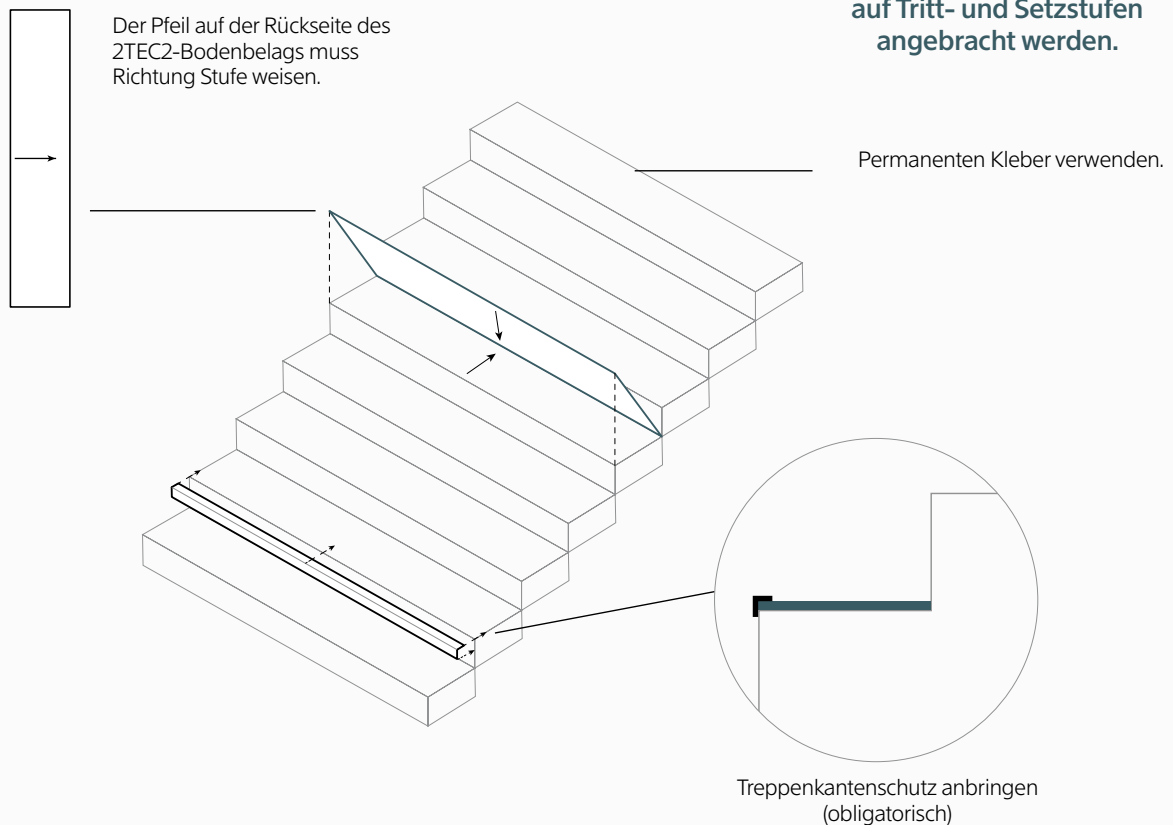 auf Tritt- und Setzstufen
angebracht werden.
Der Pfeil auf der Rückseite des
2TEC2-Bodenbelags muss
Richtung Stufe weisen.
Permanenten Kleber verwenden.
Treppenkantenschutz anbringen
(obligatorisch)